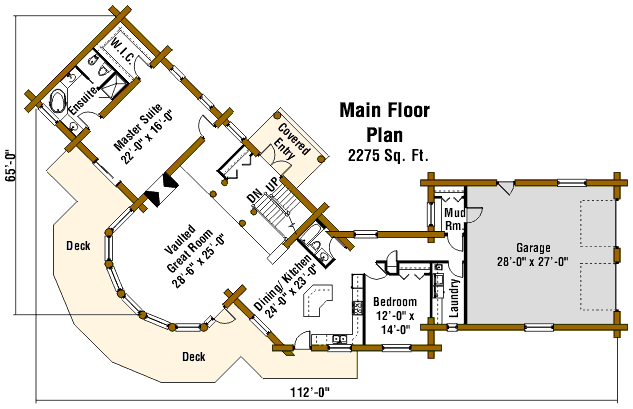 Main Floor
Plan
2275 Sq. Ft.
W.I.C.
Ensuite
Master Suite
22'-0" x 16'-0"
Covered
Entry
DN
UP
65'-0"
Deck
Vaulted
Great Room
28'-6" x 25'-0"
Mud
Rm.
Garage
28'-0" x 27'-0"
Dining/ Kitchen
24'-0" x 23'-0"
Bedroom
12'-0" x
14'-0"
Laundry
Deck
112'-0"